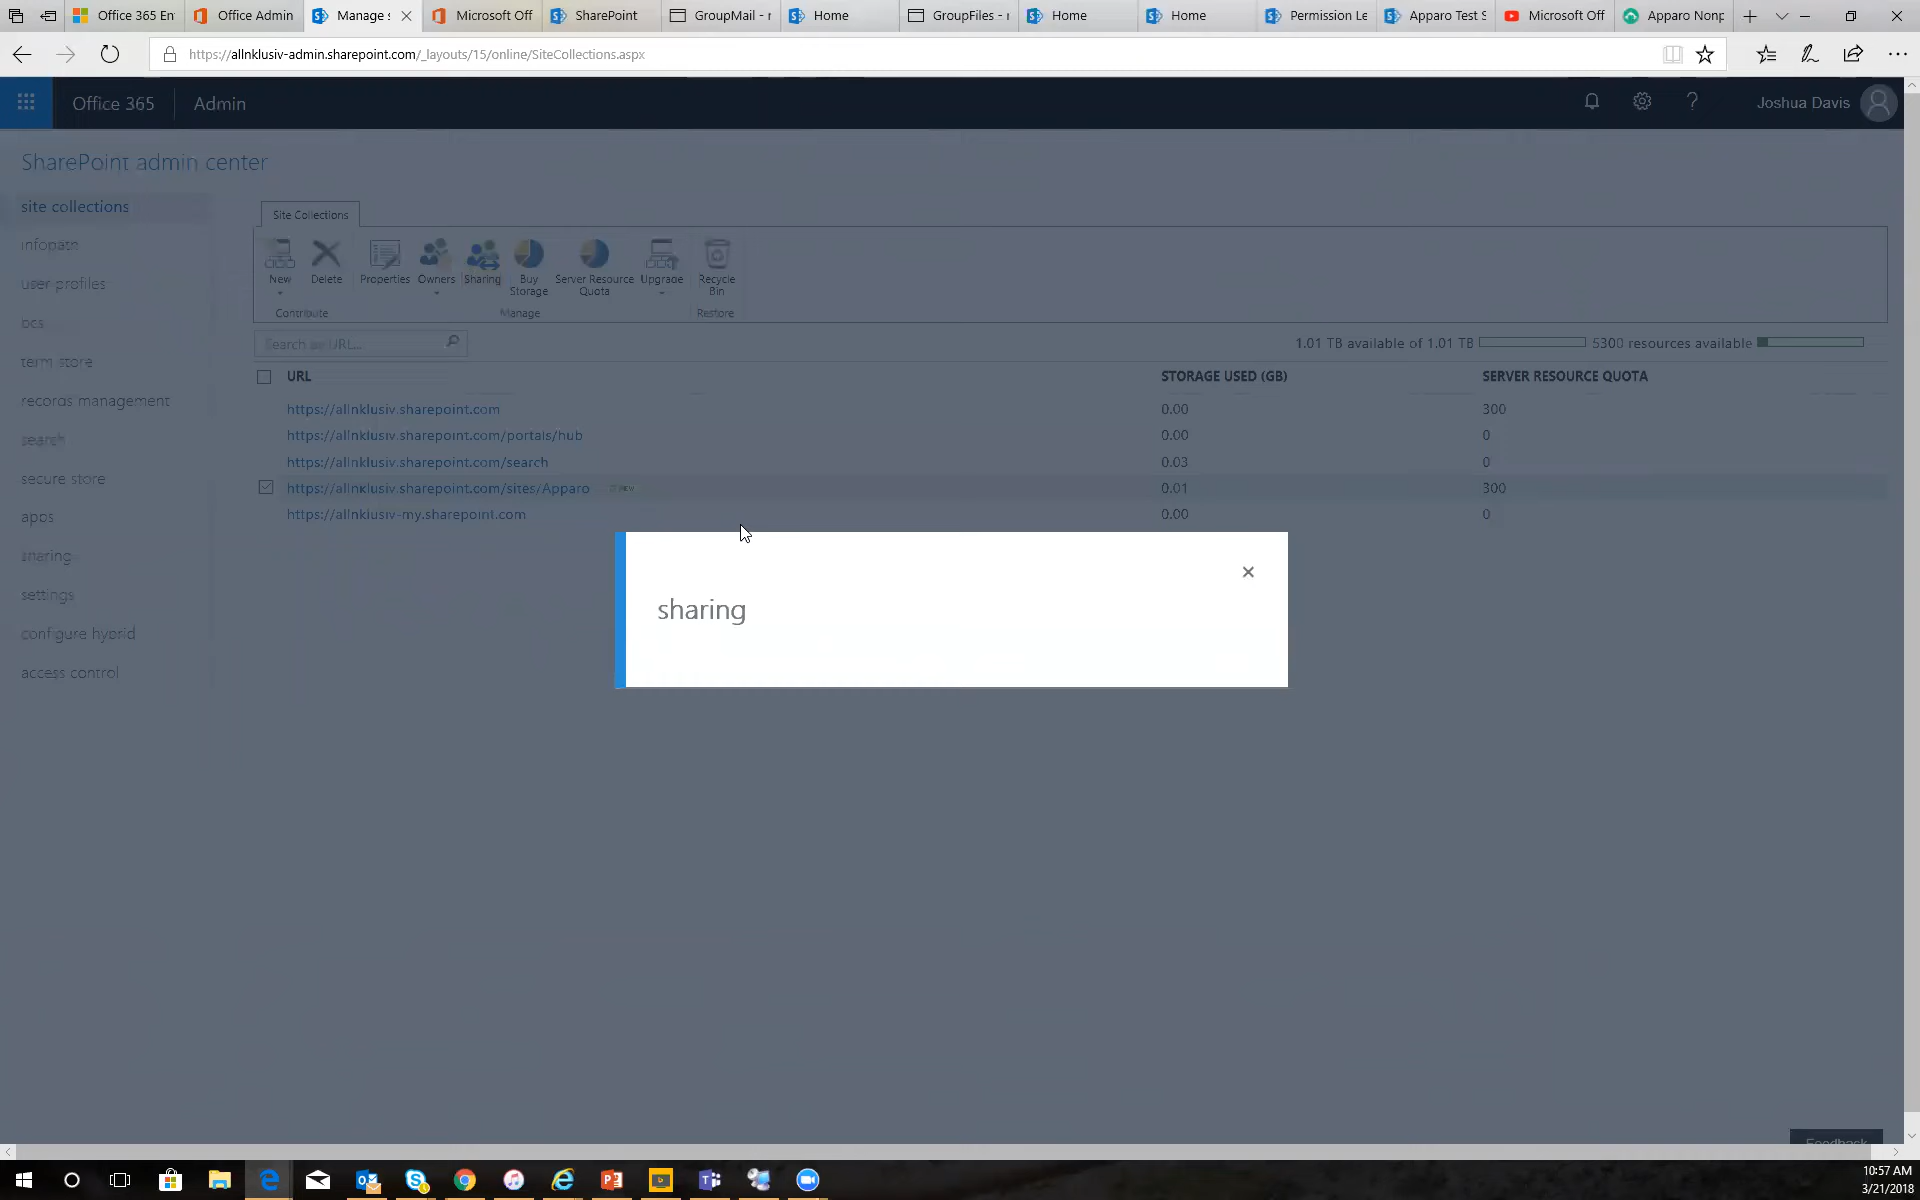 Office 365 En
Office Admin
Manage s
Microsoft Off
SharePoint
GroupMail - r
Home
GroupFiles - r
Home
Home
Permission Le
Apparo Test S
Microsoft Off
Apparo Nonp
https://allnklusiv-admin.sharepoint.com/_layouts/15/online/SiteCollections.aspx
Office 365 Admin
Joshua Davis
SharePoint admin center
site collections
infopath
user profiles
bcs
term store
records management
search
secure store
apps
sharing
settings
configure hybrid
access control
Site Collections
New
Delete
Properties
Owners
Sharing
Buy Storage
Server Resource Quota
Upgrade
Recycle Bin
Contribute
Manage
Restore
Search by URL...
1.01 TB available of 1.01 TB
5300 resources available
URL STORAGE USED (GB) SERVER RESOURCE QUOTA
https://allnklusiv.sharepoint.com 0.00 300
https://allnklusiv.sharepoint.com/portals/hub 0.00 0
https://allnklusiv.sharepoint.com/search 0.03 0
https://allnklusiv.sharepoint.com/sites/Apparo NEW 0.01 300
https://allnklusiv-my.sharepoint.com 0.00 0
sharing
Feedback
10:57 AM
3/21/2018